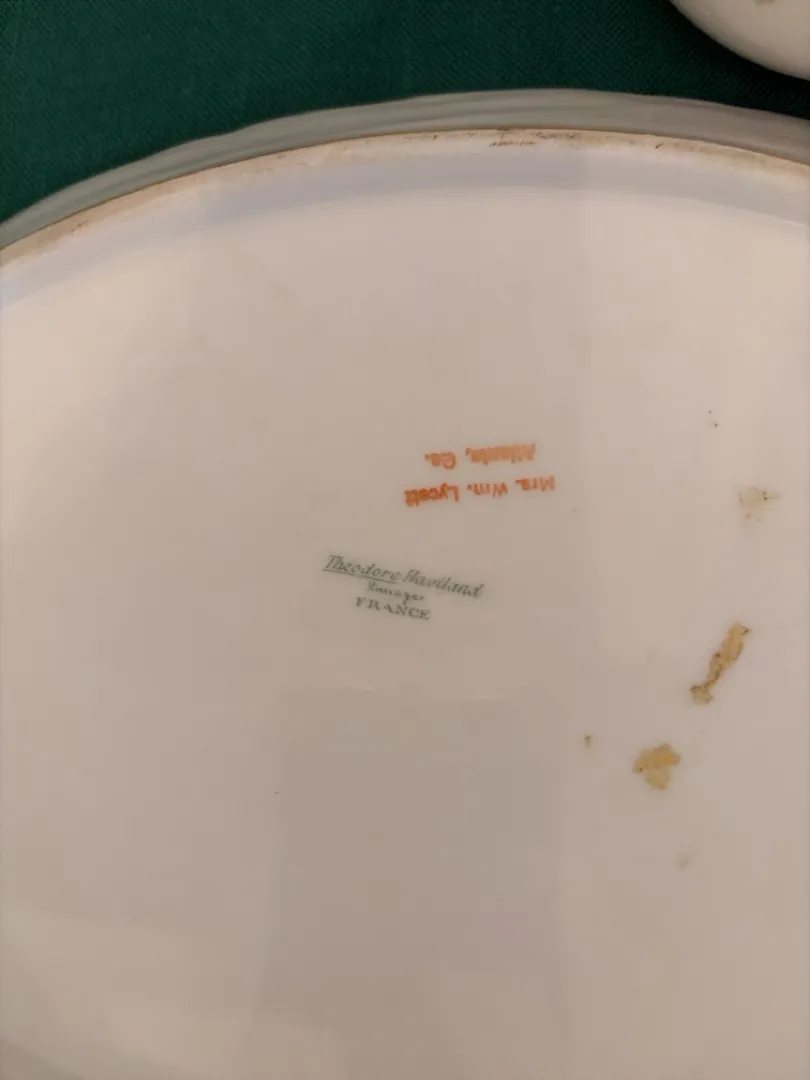 Mrs. Wm. Lycett
Atlanta, Ga.
Theodore Haviland
Limoges
FRANCE